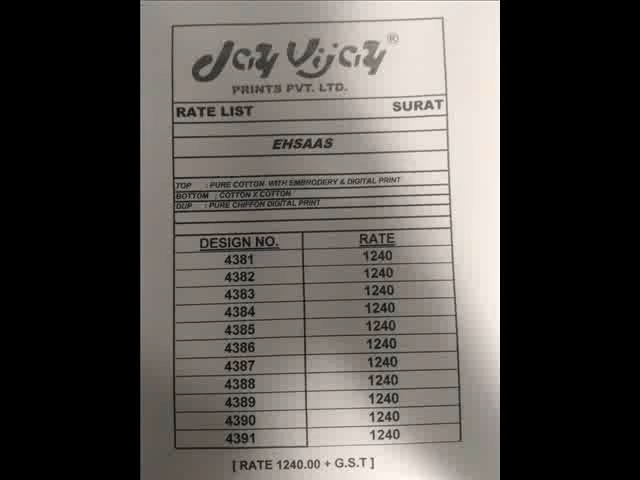 Jay Vijay®
PRINTS PVT. LTD.
RATE LIST SURAT
EHSAAS
TOP : PURE COTTON WITH EMBRODERY & DIGITAL PRINT
BOTTOM : COTTON X COTTON
DUP : PURE CHIFFON DIGITAL PRINT
DESIGN NO. RATE
4381 1240
4382 1240
4383 1240
4384 1240
4385 1240
4386 1240
4387 1240
4388 1240
4389 1240
4390 1240
4391 1240
[ RATE 1240.00 + G.S.T ]